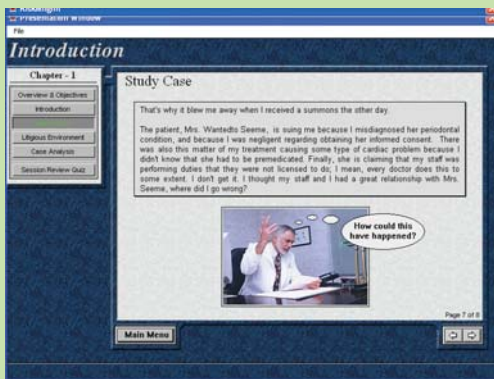 Presentation Window
File
Introduction
Chapter - 1
Overview & Objectives
Introduction
Litigious Environment
Case Analysis
Session Review Quiz
Study Case
That's why it blew me away when I received a summons the other day.
The patient, Mrs. Wantedto Seeme, is suing me because I misdiagnosed her periodontal
condition, and because I was negligent regarding obtaining her informed consent. There
was also this matter of my treatment causing some type of cardiac problem because I
didn't know that she had to be premedicated. Finally, she is claiming that my staff was
performing duties that they were not licensed to do; I mean, every doctor does this to
some extent. I don't get it. I thought my staff and I had a great relationship with Mrs.
Seeme, where did I go wrong?
How could this
have happened?
Page 7 of 8
Main Menu